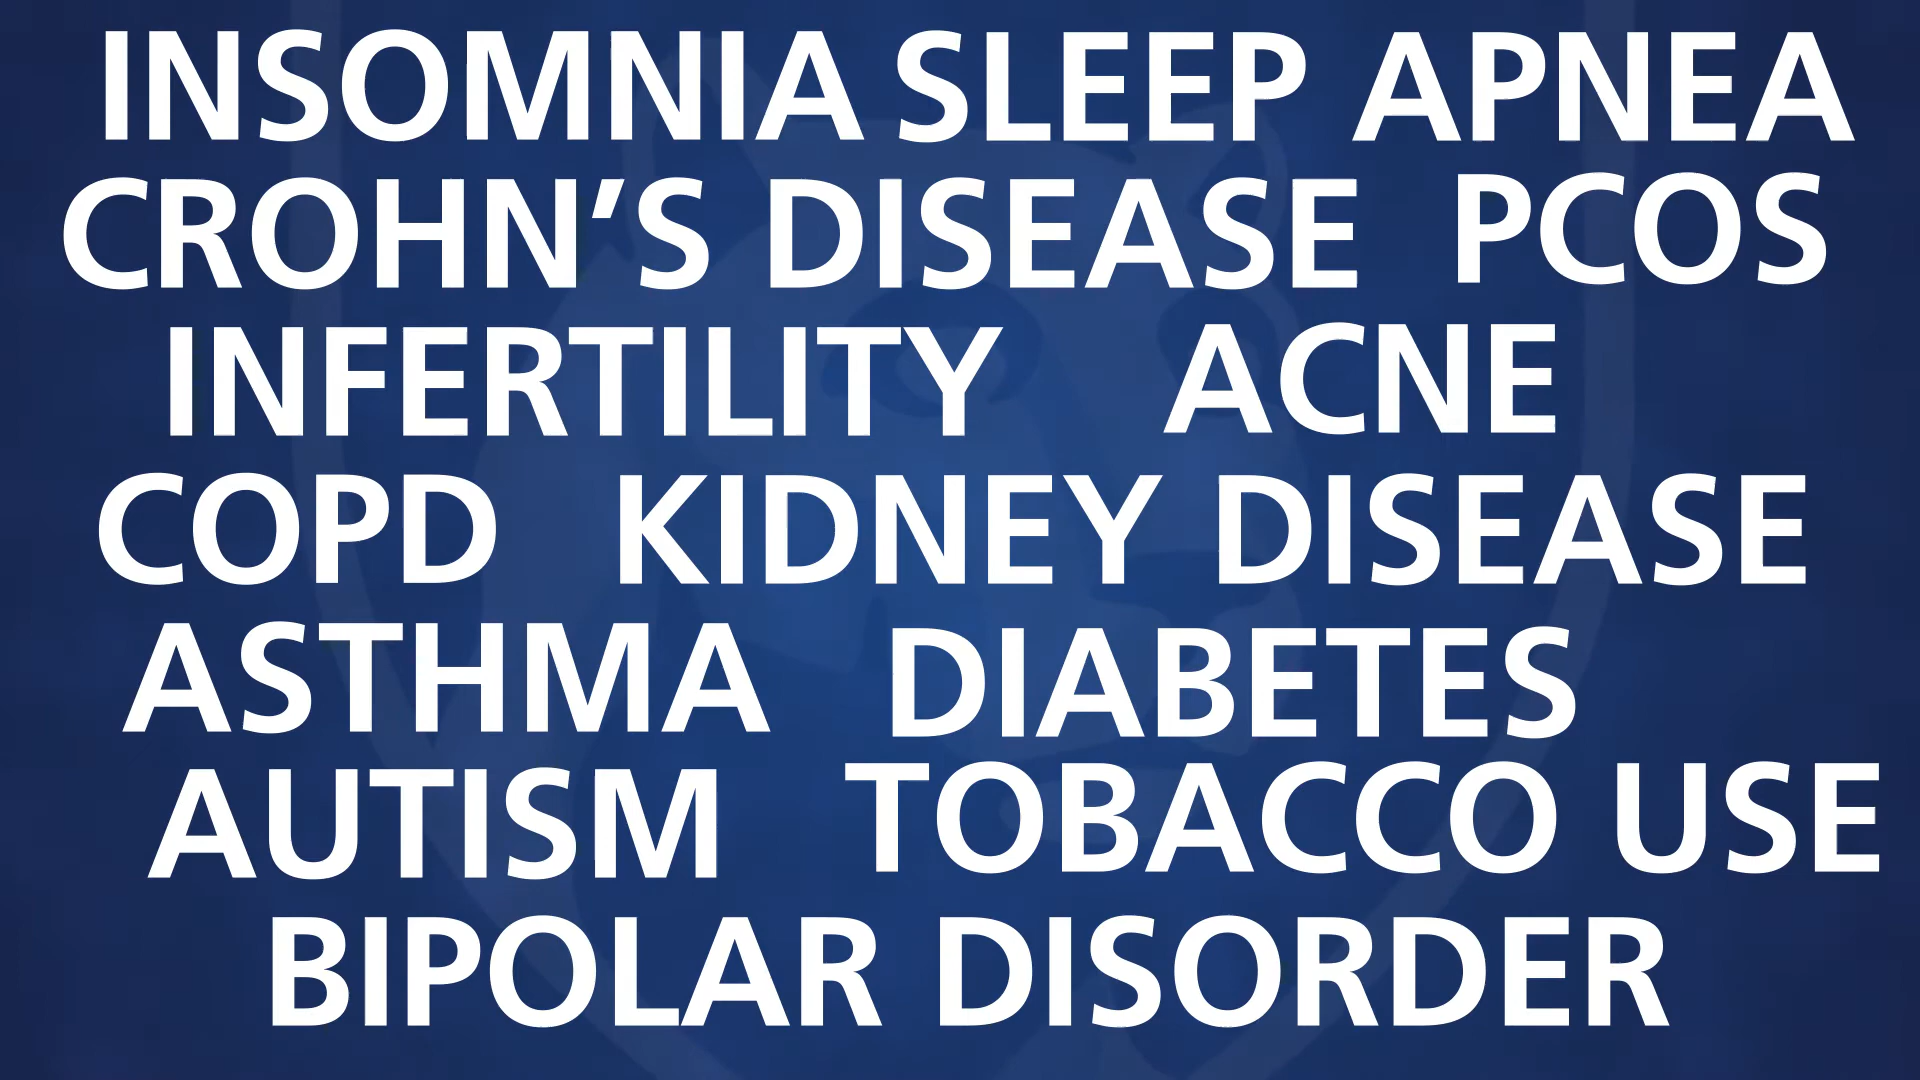 INSOMNIA SLEEP APNEA
CROHN’S DISEASE PCOS
INFERTILITY ACNE
COPD KIDNEY DISEASE
ASTHMA DIABETES
AUTISM TOBACCO USE
BIPOLAR DISORDER